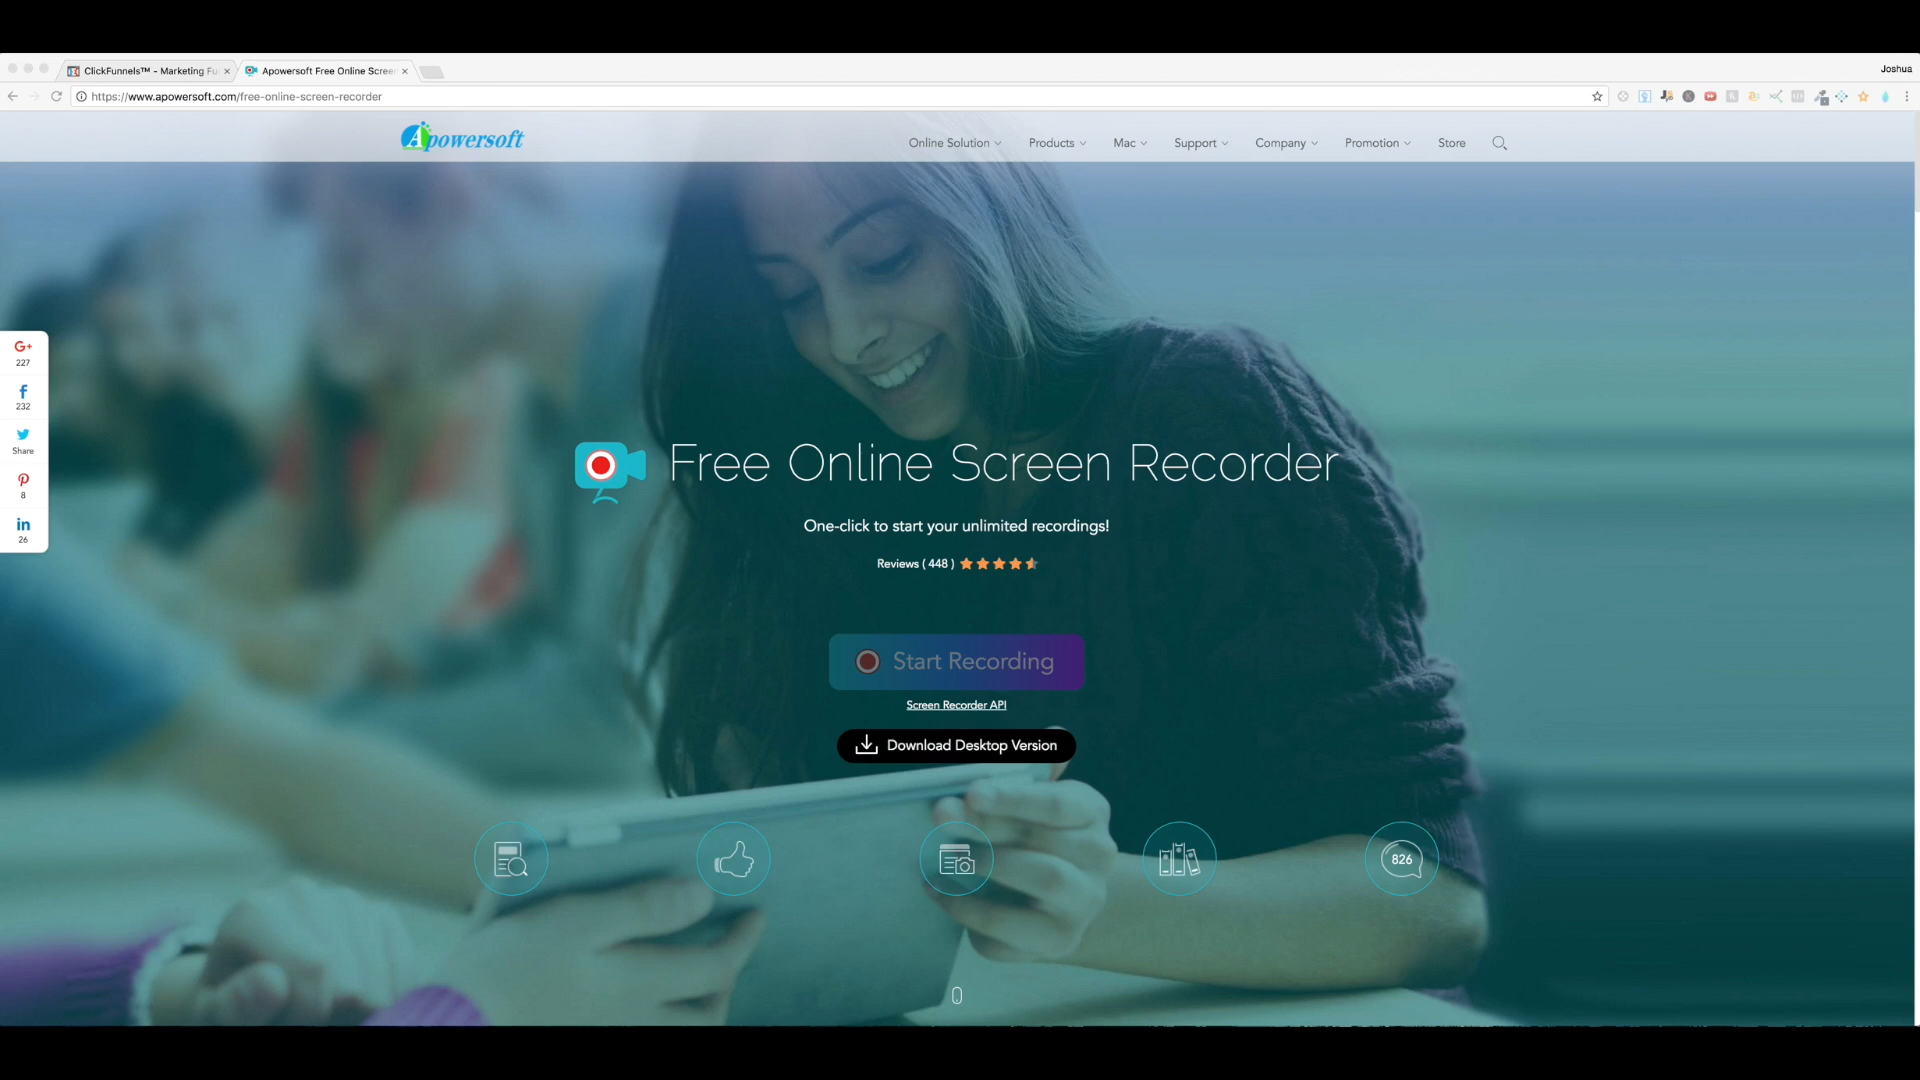 ClickFunnels™ - Marketing Fu
Apowersoft Free Online Screen
Joshua
https://www.apowersoft.com/free-online-screen-recorder
Apowersoft
Online Solution
Products
Mac
Support
Company
Promotion
Store
G+
227
f
232
Share
8
in
26
Free Online Screen Recorder
One-click to start your unlimited recordings!
Reviews ( 448 )
Start Recording
Screen Recorder API
Download Desktop Version
826